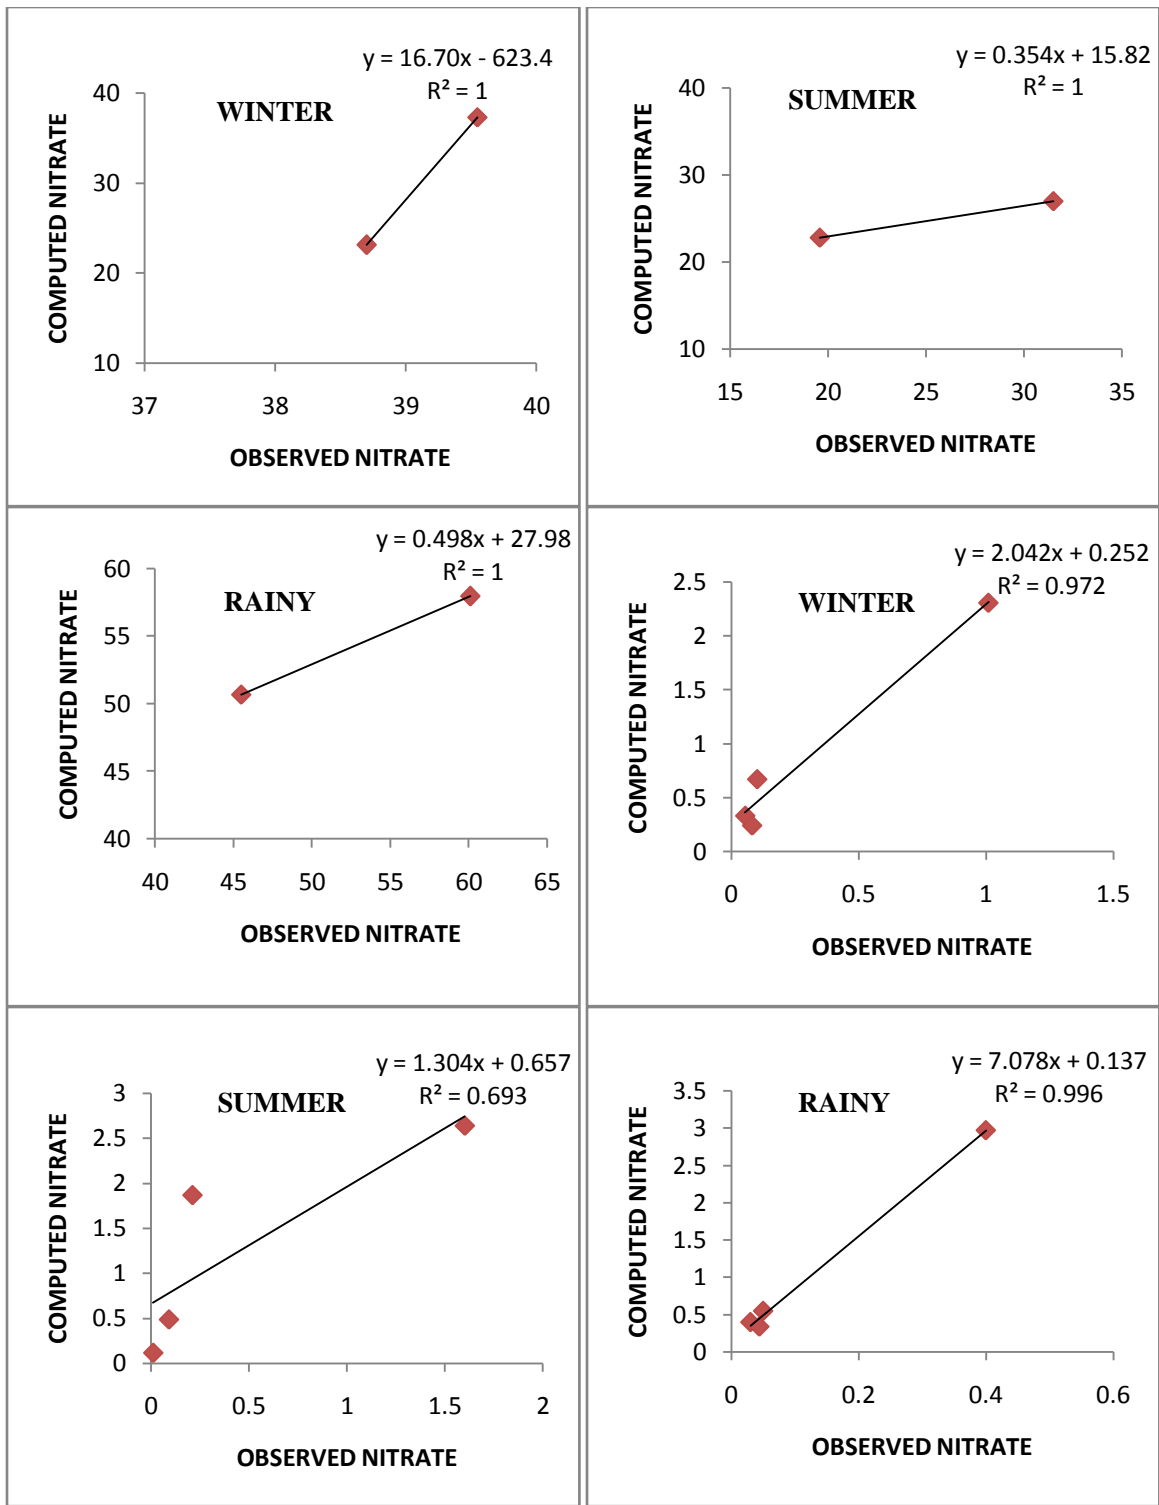 y = 16.70x - 623.4
R² = 1
WINTER
COMPUTED NITRATE
40
30
20
10
37 38 39 40
OBSERVED NITRATE
y = 0.354x + 15.82
R² = 1
SUMMER
COMPUTED NITRATE
40
30
20
10
15 20 25 30 35
OBSERVED NITRATE
y = 0.498x + 27.98
R² = 1
RAINY
COMPUTED NITRATE
60
55
50
45
40
40 45 50 55 60 65
OBSERVED NITRATE
y = 2.042x + 0.252
R² = 0.972
WINTER
COMPUTED NITRATE
2.5
2
1.5
1
0.5
0
0 0.5 1 1.5
OBSERVED NITRATE
y = 1.304x + 0.657
R² = 0.693
SUMMER
COMPUTED NITRATE
3
2.5
2
1.5
1
0.5
0
0 0.5 1 1.5 2
OBSERVED NITRATE
y = 7.078x + 0.137
R² = 0.996
RAINY
COMPUTED NITRATE
3.5
3
2.5
2
1.5
1
0.5
0
0 0.2 0.4 0.6
OBSERVED NITRATE